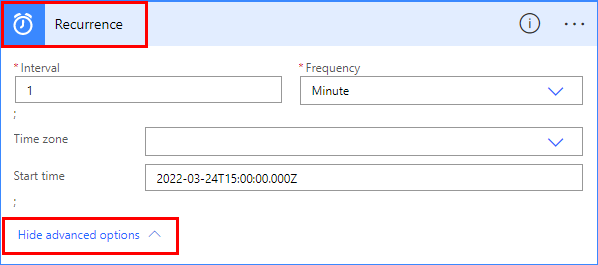 Recurrence
* Interval * Frequency
1 Minute
;
Time zone
Start time 2022-03-24T15:00:00.000Z
;
Hide advanced options